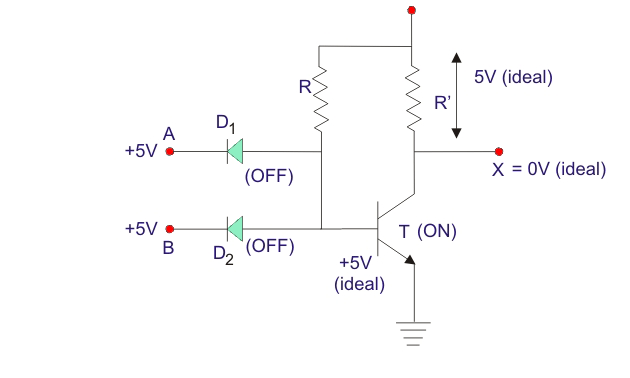 5V (ideal)
R
R’
D1
A
+5V
(OFF)
X = 0V (ideal)
+5V
B
D2
(OFF)
T (ON)
+5V
(ideal)